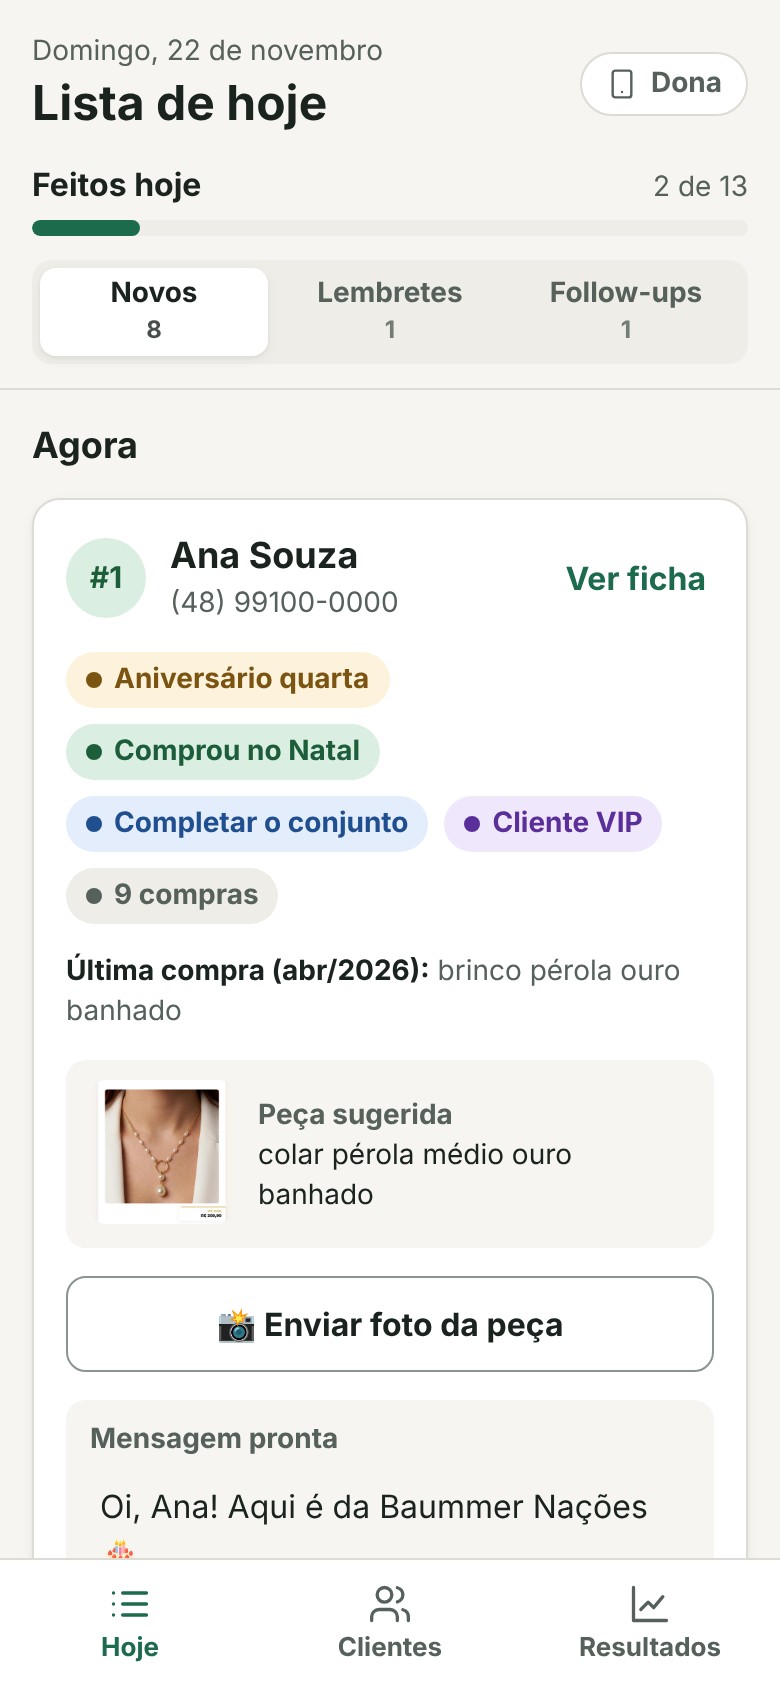 Domingo, 22 de novembro
Lista de hoje
Dona
Feitos hoje
2 de 13
Novos
8
Lembretes
1
Follow-ups
1
Agora
#1
Ana Souza
(48) 99100-0000
Ver ficha
Aniversário quarta
Comprou no Natal
Completar o conjunto
Cliente VIP
9 compras
Última compra (abr/2026): brinco pérola ouro
banhado
Peça sugerida
colar pérola médio ouro
banhado
Enviar foto da peça
Mensagem pronta
Oi, Ana! Aqui é da Baummer Nações
Hoje
Clientes
Resultados